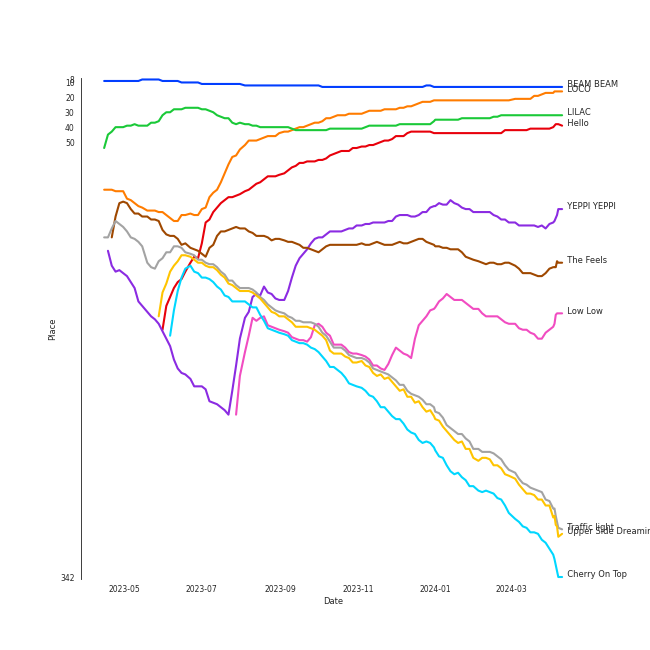 8
10
20
30
40
50
342
Place
BEAM BEAM
LOCO
LILAC
Hello
YEPPI YEPPI
The Feels
Low Low
Traffic light
Upper Side Dreamin
Cherry On Top
2023-05
2023-07
2023-09
2023-11
2024-01
2024-03
Date